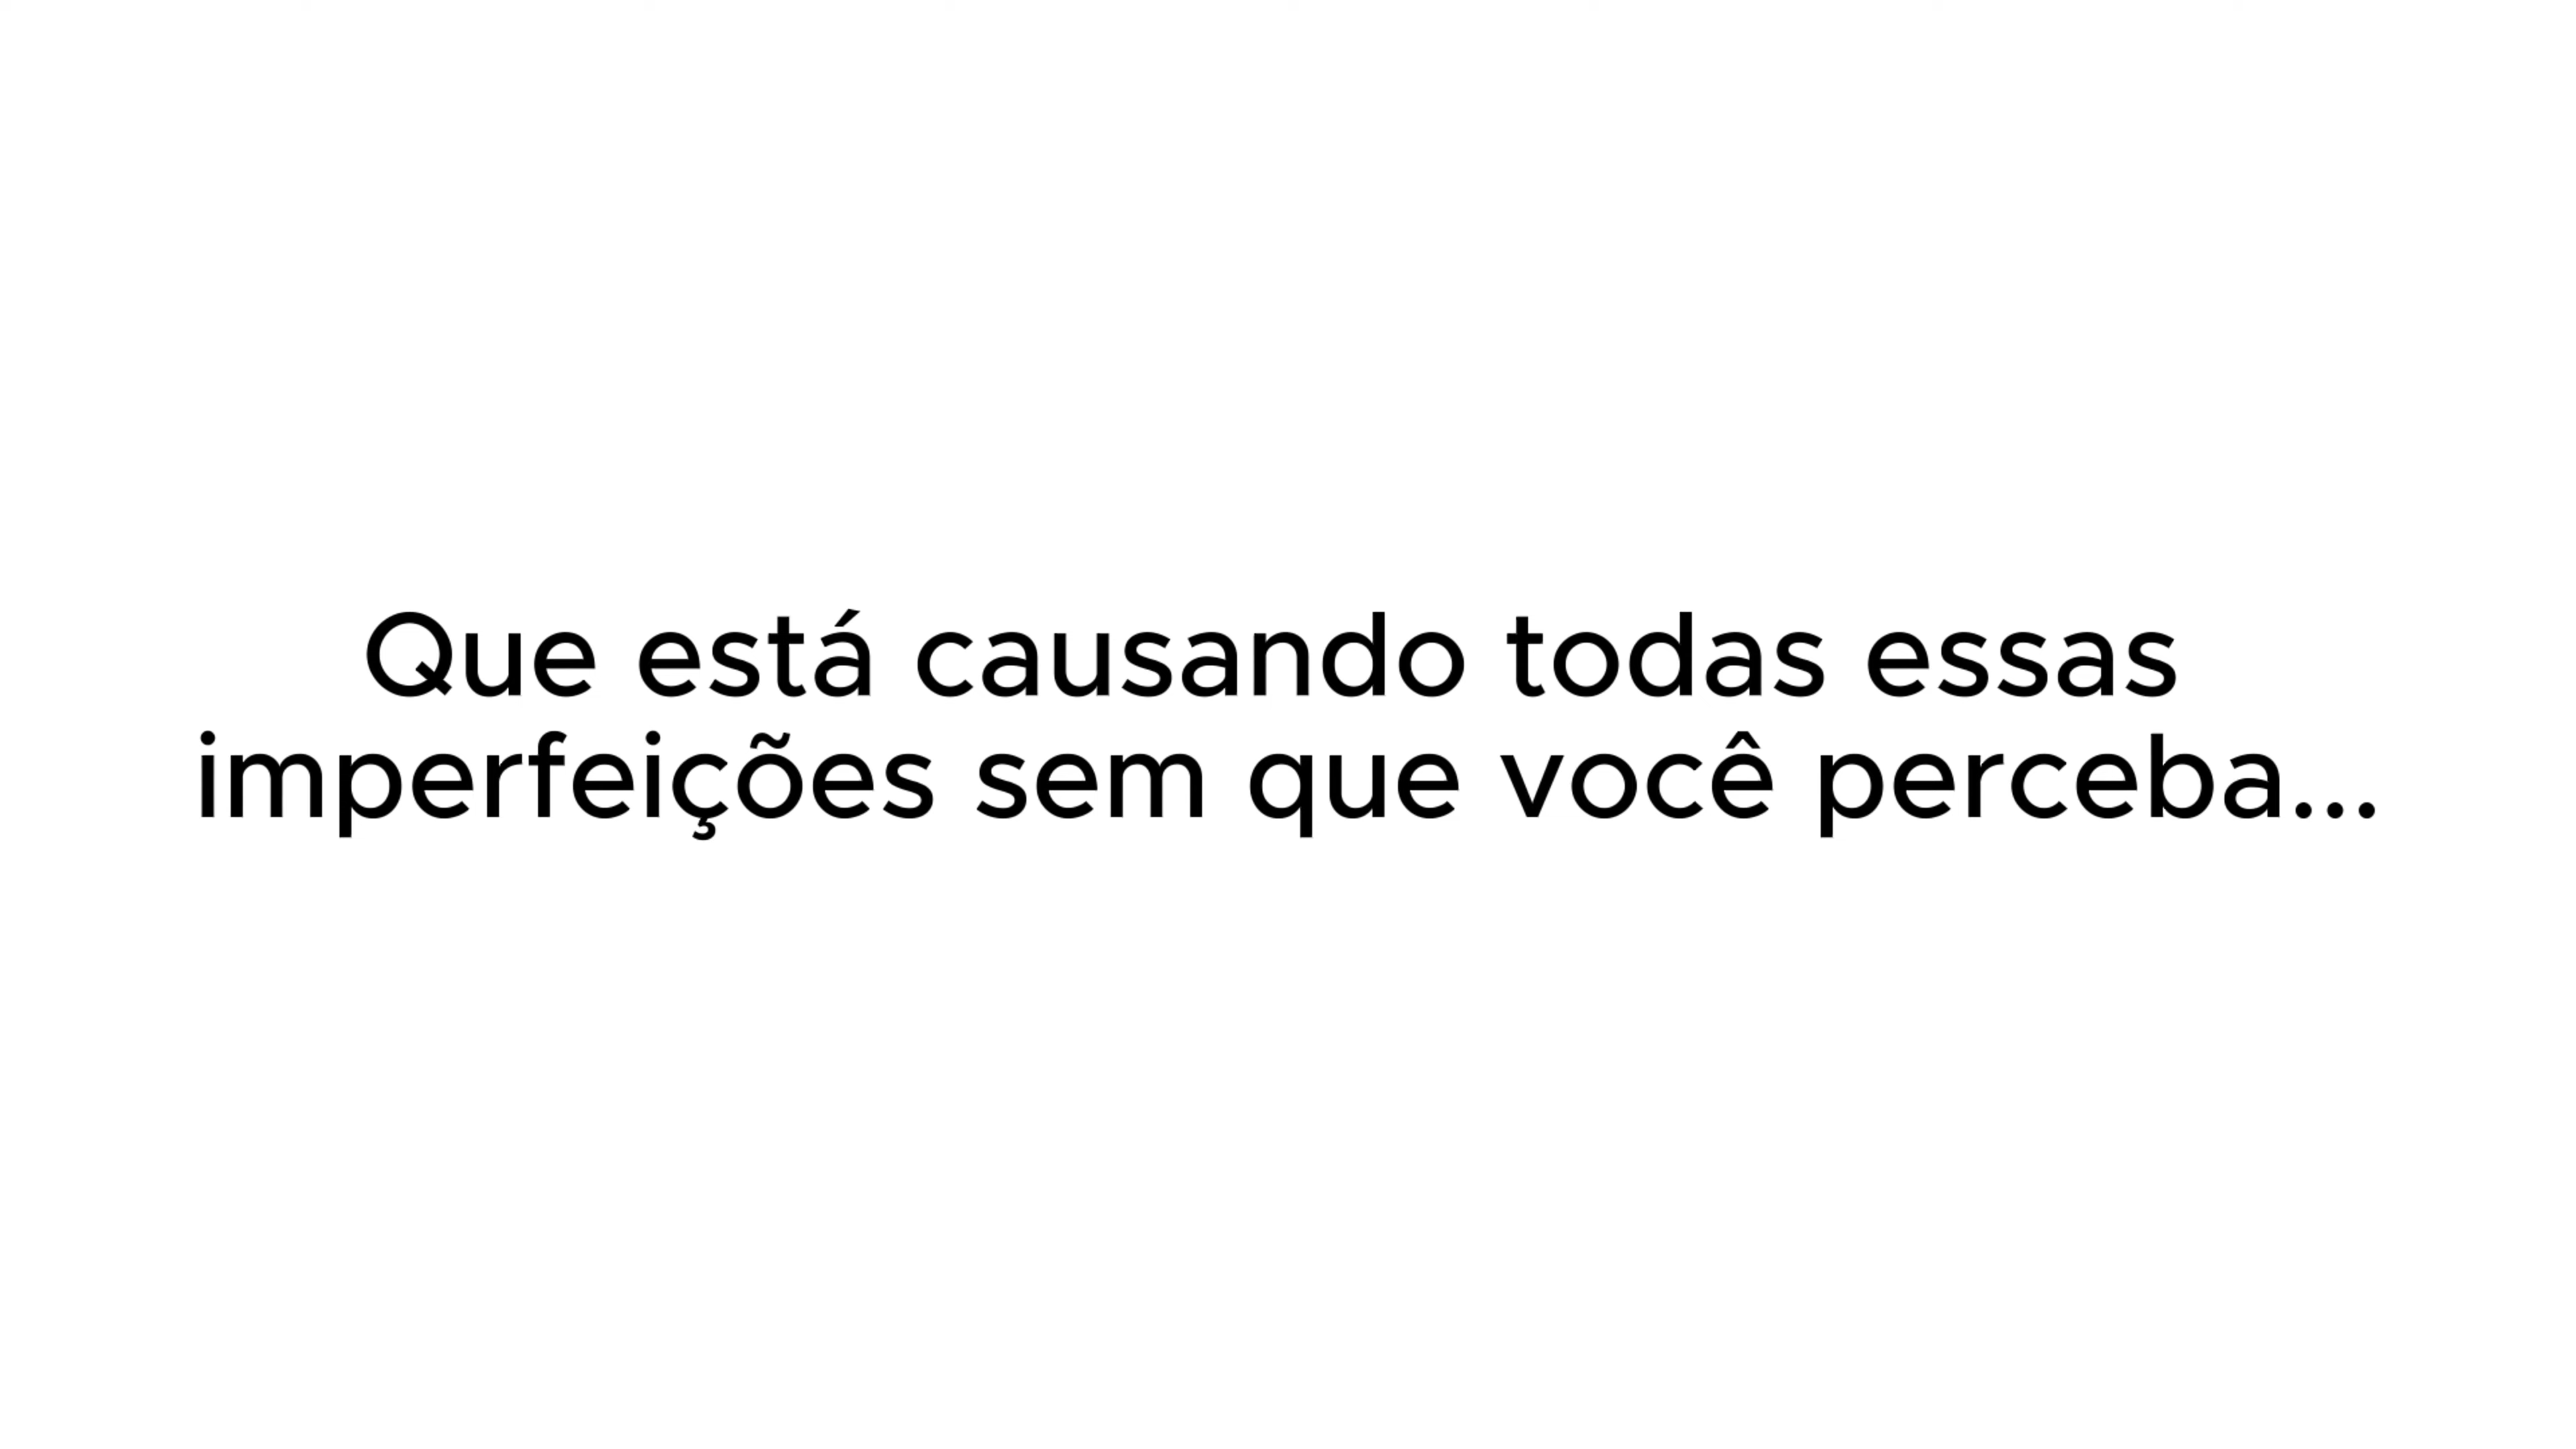 Que está causando todas essas
imperfeições sem que você perceba...